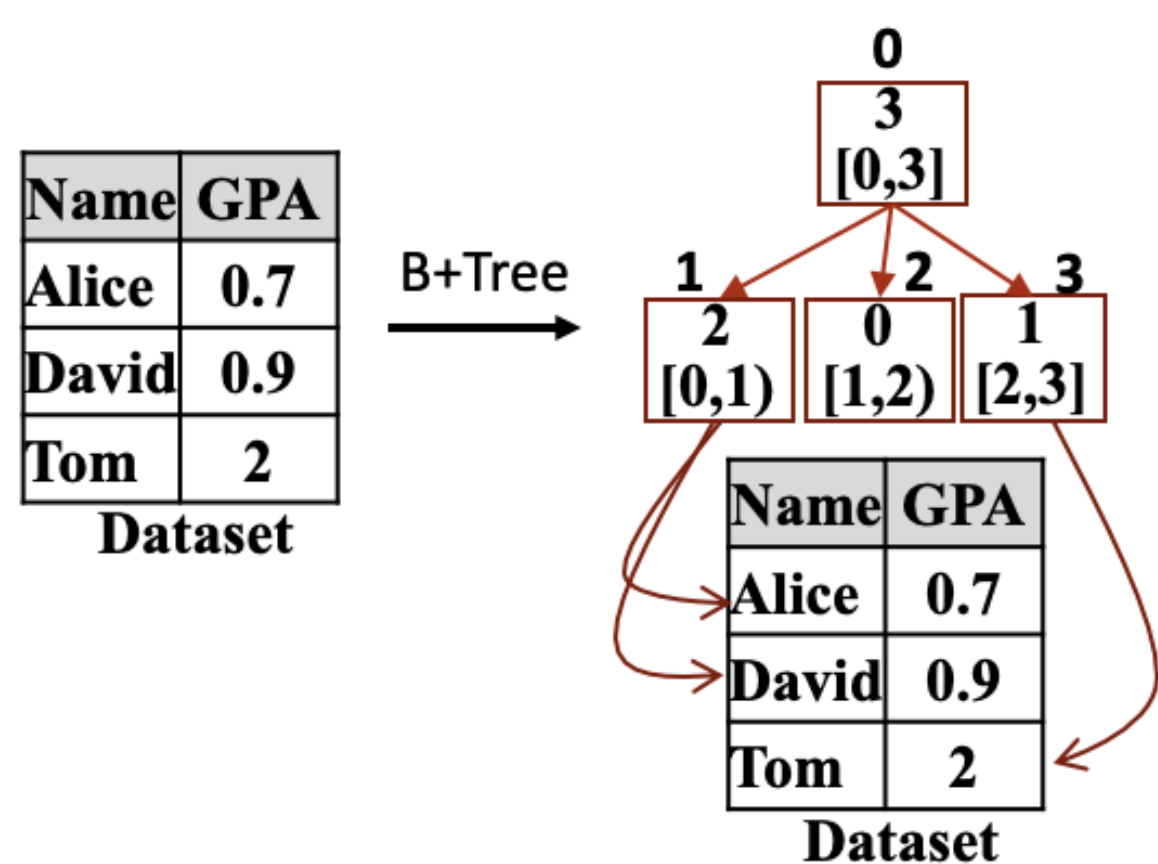 Name GPA
Alice 0.7
David 0.9
Tom 2
Dataset
B+Tree
0
3
[0,3]
1 2 3
2 0 1
[0,1) [1,2) [2,3]
Name GPA
Alice 0.7
David 0.9
Tom 2
Dataset